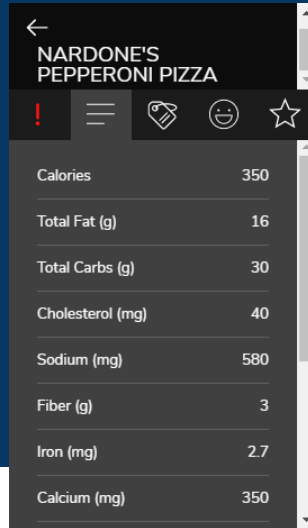 NARDONE'S
PEPPERONI PIZZA
!
Calories 350
Total Fat (g) 16
Total Carbs (g) 30
Cholesterol (mg) 40
Sodium (mg) 580
Fiber (g) 3
Iron (mg) 2.7
Calcium (mg) 350